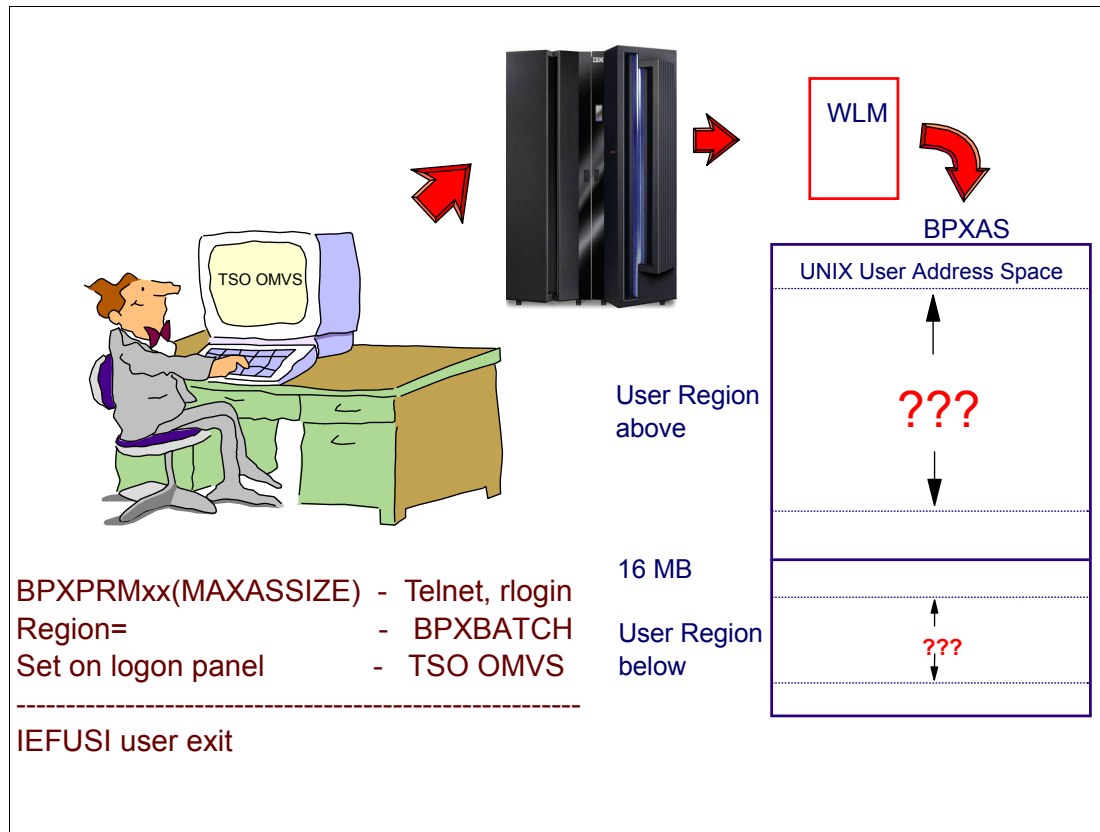 IBM
WLM
BPXAS
TSO OMVS
UNIX User Address Space
User Region
above
???
16 MB
User Region
below
???
BPXPRMxx(MAXASSIZE) - Telnet, rlogin
Region= - BPXBATCH
Set on logon panel - TSO OMVS
---------------------------------------------------------
IEFUSI user exit